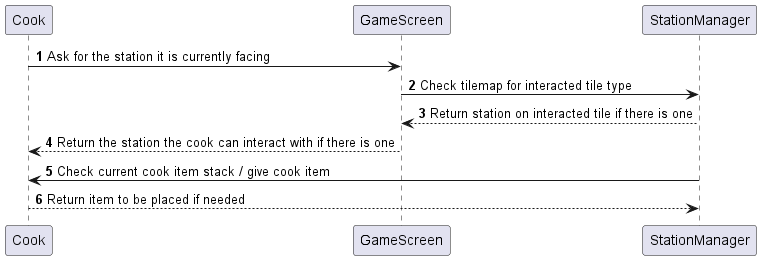 Cook GameScreen StationManager
1 Ask for the station it is currently facing
2 Check tilemap for interacted tile type
3 Return station on interacted tile if there is one
4 Return the station the cook can interact with if there is one
5 Check current cook item stack / give cook item
6 Return item to be placed if needed
Cook GameScreen StationManager